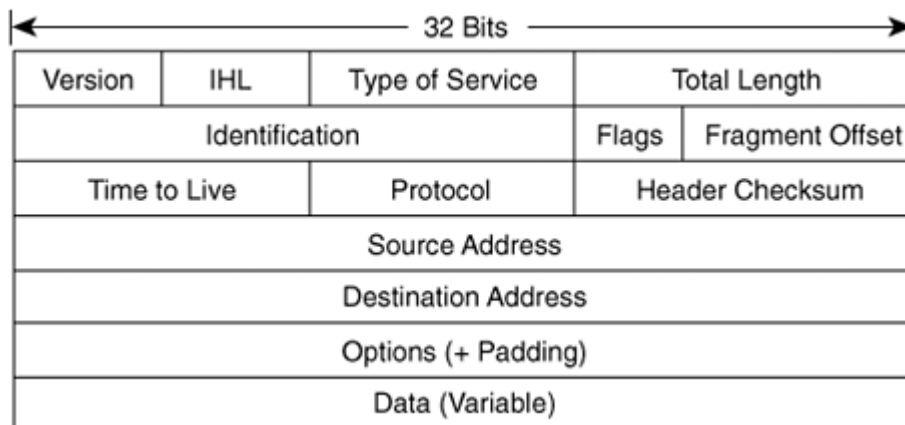 32 Bits
Version IHL Type of Service Total Length
Identification Flags Fragment Offset
Time to Live Protocol Header Checksum
Source Address
Destination Address
Options (+ Padding)
Data (Variable)